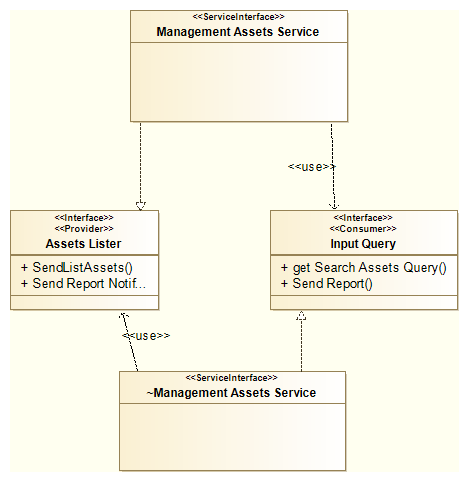 <<ServiceInterface>>
Management Assets Service
<<use>>
<<Interface>>
<<Provider>>
Assets Lister
+ SendListAssets()
+ Send Report Notif...
<<Interface>>
<<Consumer>>
Input Query
+ get Search Assets Query()
+ Send Report()
<<use>>
<<ServiceInterface>>
~Management Assets Service